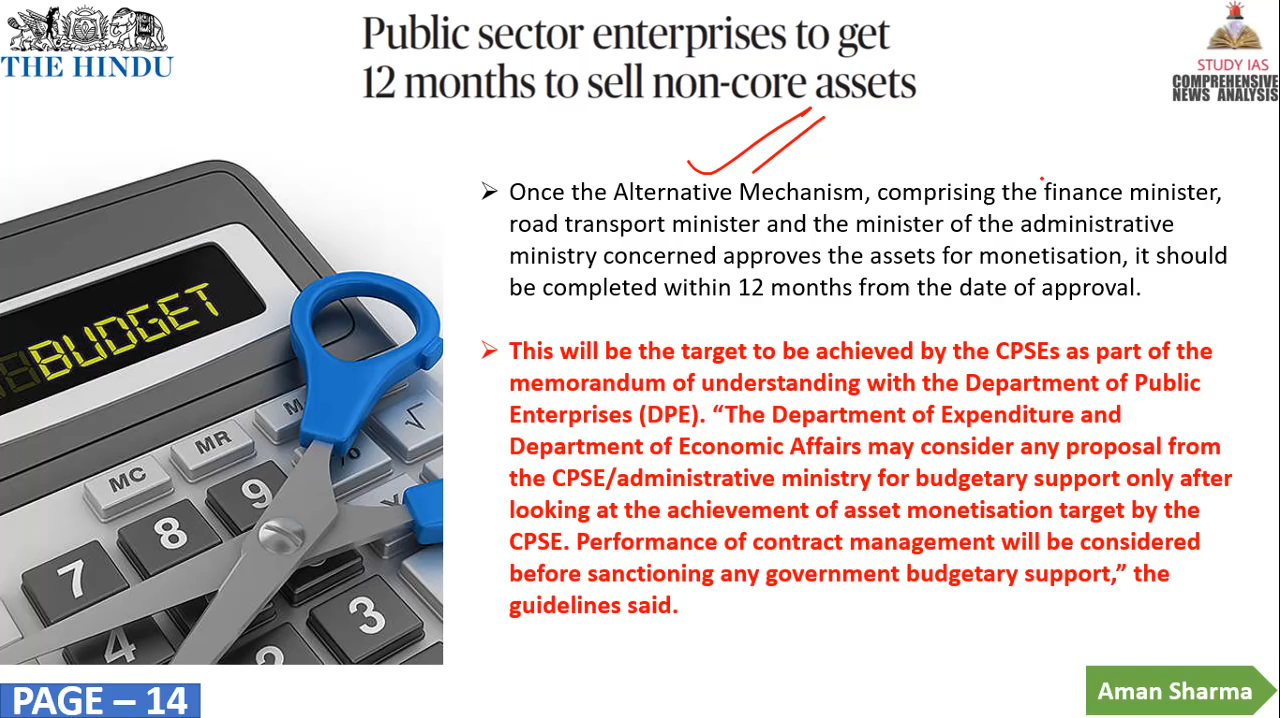 THE HINDU
Public sector enterprises to get
12 months to sell non-core assets
STUDY IAS
COMPREHENSIVE
NEWS ANALYSIS
➢ Once the Alternative Mechanism, comprising the finance minister,
road transport minister and the minister of the administrative
ministry concerned approves the assets for monetisation, it should
be completed within 12 months from the date of approval.
➢ This will be the target to be achieved by the CPSEs as part of the
memorandum of understanding with the Department of Public
Enterprises (DPE). “The Department of Expenditure and
Department of Economic Affairs may consider any proposal from
the CPSE/administrative ministry for budgetary support only after
looking at the achievement of asset monetisation target by the
CPSE. Performance of contract management will be considered
before sanctioning any government budgetary support,” the
guidelines said.
BUDGET
MC
MR
√
7
8
9
4
3
PAGE – 14
Aman Sharma